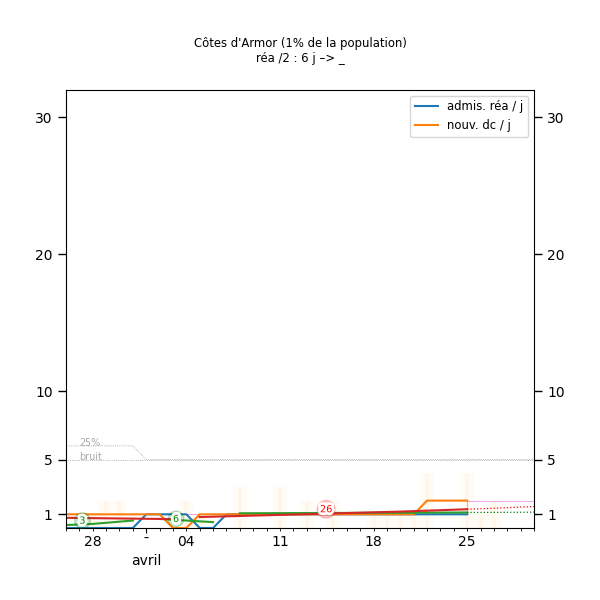 Côtes d'Armor (1% de la population)
réa /2 : 6 j –> _
admis. réa / j
nouv. dc / j
30 30
20 20
10 10
5 5
1 1
25%
bruit
3 6 26
28 - 04 11 18 25
avril